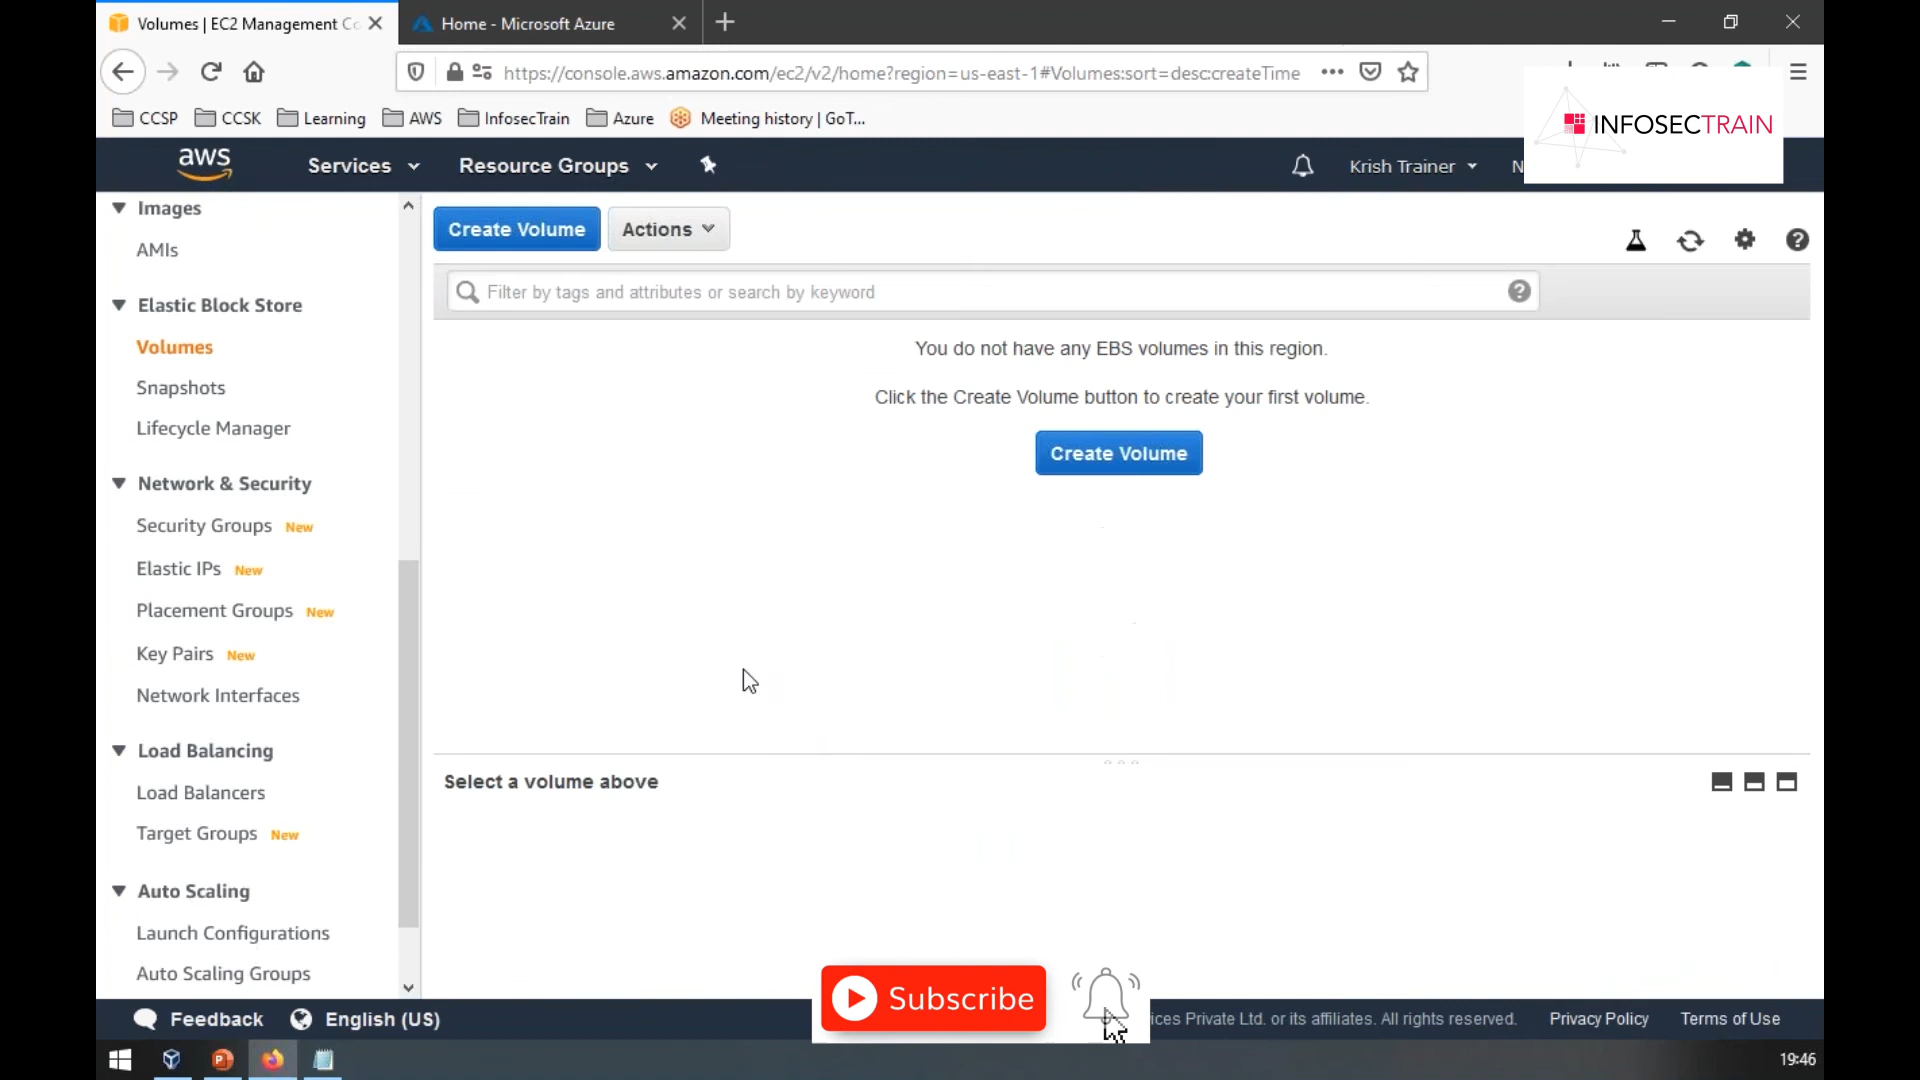 Volumes | EC2 Management Co
Home - Microsoft Azure
https://console.aws.amazon.com/ec2/v2/home?region=us-east-1#Volumes:sort=desc:createTime
CCSP
CCSK
Learning
AWS
InfosecTrain
Azure
Meeting history | GoT...
INFOSECTRAIN
aws
Services
Resource Groups
Krish Trainer
N
Images
AMIs
Elastic Block Store
Volumes
Snapshots
Lifecycle Manager
Network & Security
Security Groups New
Elastic IPs New
Placement Groups New
Key Pairs New
Network Interfaces
Load Balancing
Load Balancers
Target Groups New
Auto Scaling
Launch Configurations
Auto Scaling Groups
Create Volume
Actions
Filter by tags and attributes or search by keyword
You do not have any EBS volumes in this region.
Click the Create Volume button to create your first volume.
Create Volume
Select a volume above
Subscribe
Feedback
English (US)
ices Private Ltd. or its affiliates. All rights reserved.
Privacy Policy
Terms of Use
19:46